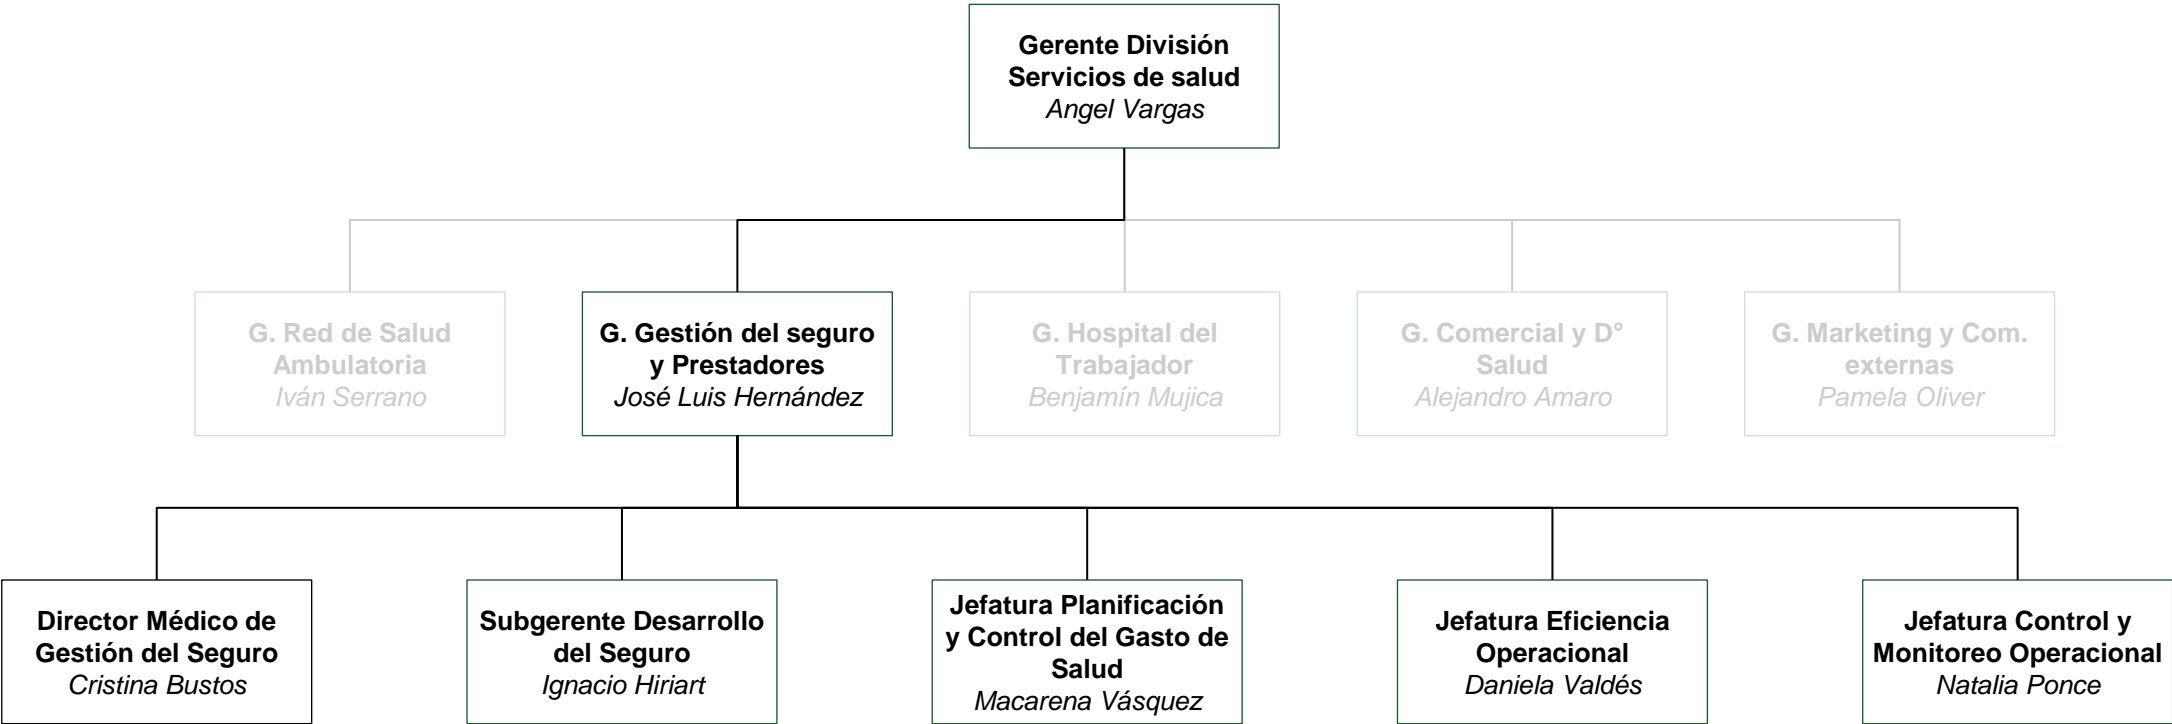 Gerente División
Servicios de salud
Angel Vargas
G. Red de Salud
Ambulatoria
Iván Serrano
G. Gestión del seguro
y Prestadores
José Luis Hernández
G. Hospital del
Trabajador
Benjamín Mujica
G. Comercial y D°
Salud
Alejandro Amaro
G. Marketing y Com.
externas
Pamela Oliver
Director Médico de
Gestión del Seguro
Cristina Bustos
Subgerente Desarrollo
del Seguro
Ignacio Hiriart
Jefatura Planificación
y Control del Gasto de
Salud
Macarena Vásquez
Jefatura Eficiencia
Operacional
Daniela Valdés
Jefatura Control y
Monitoreo Operacional
Natalia Ponce